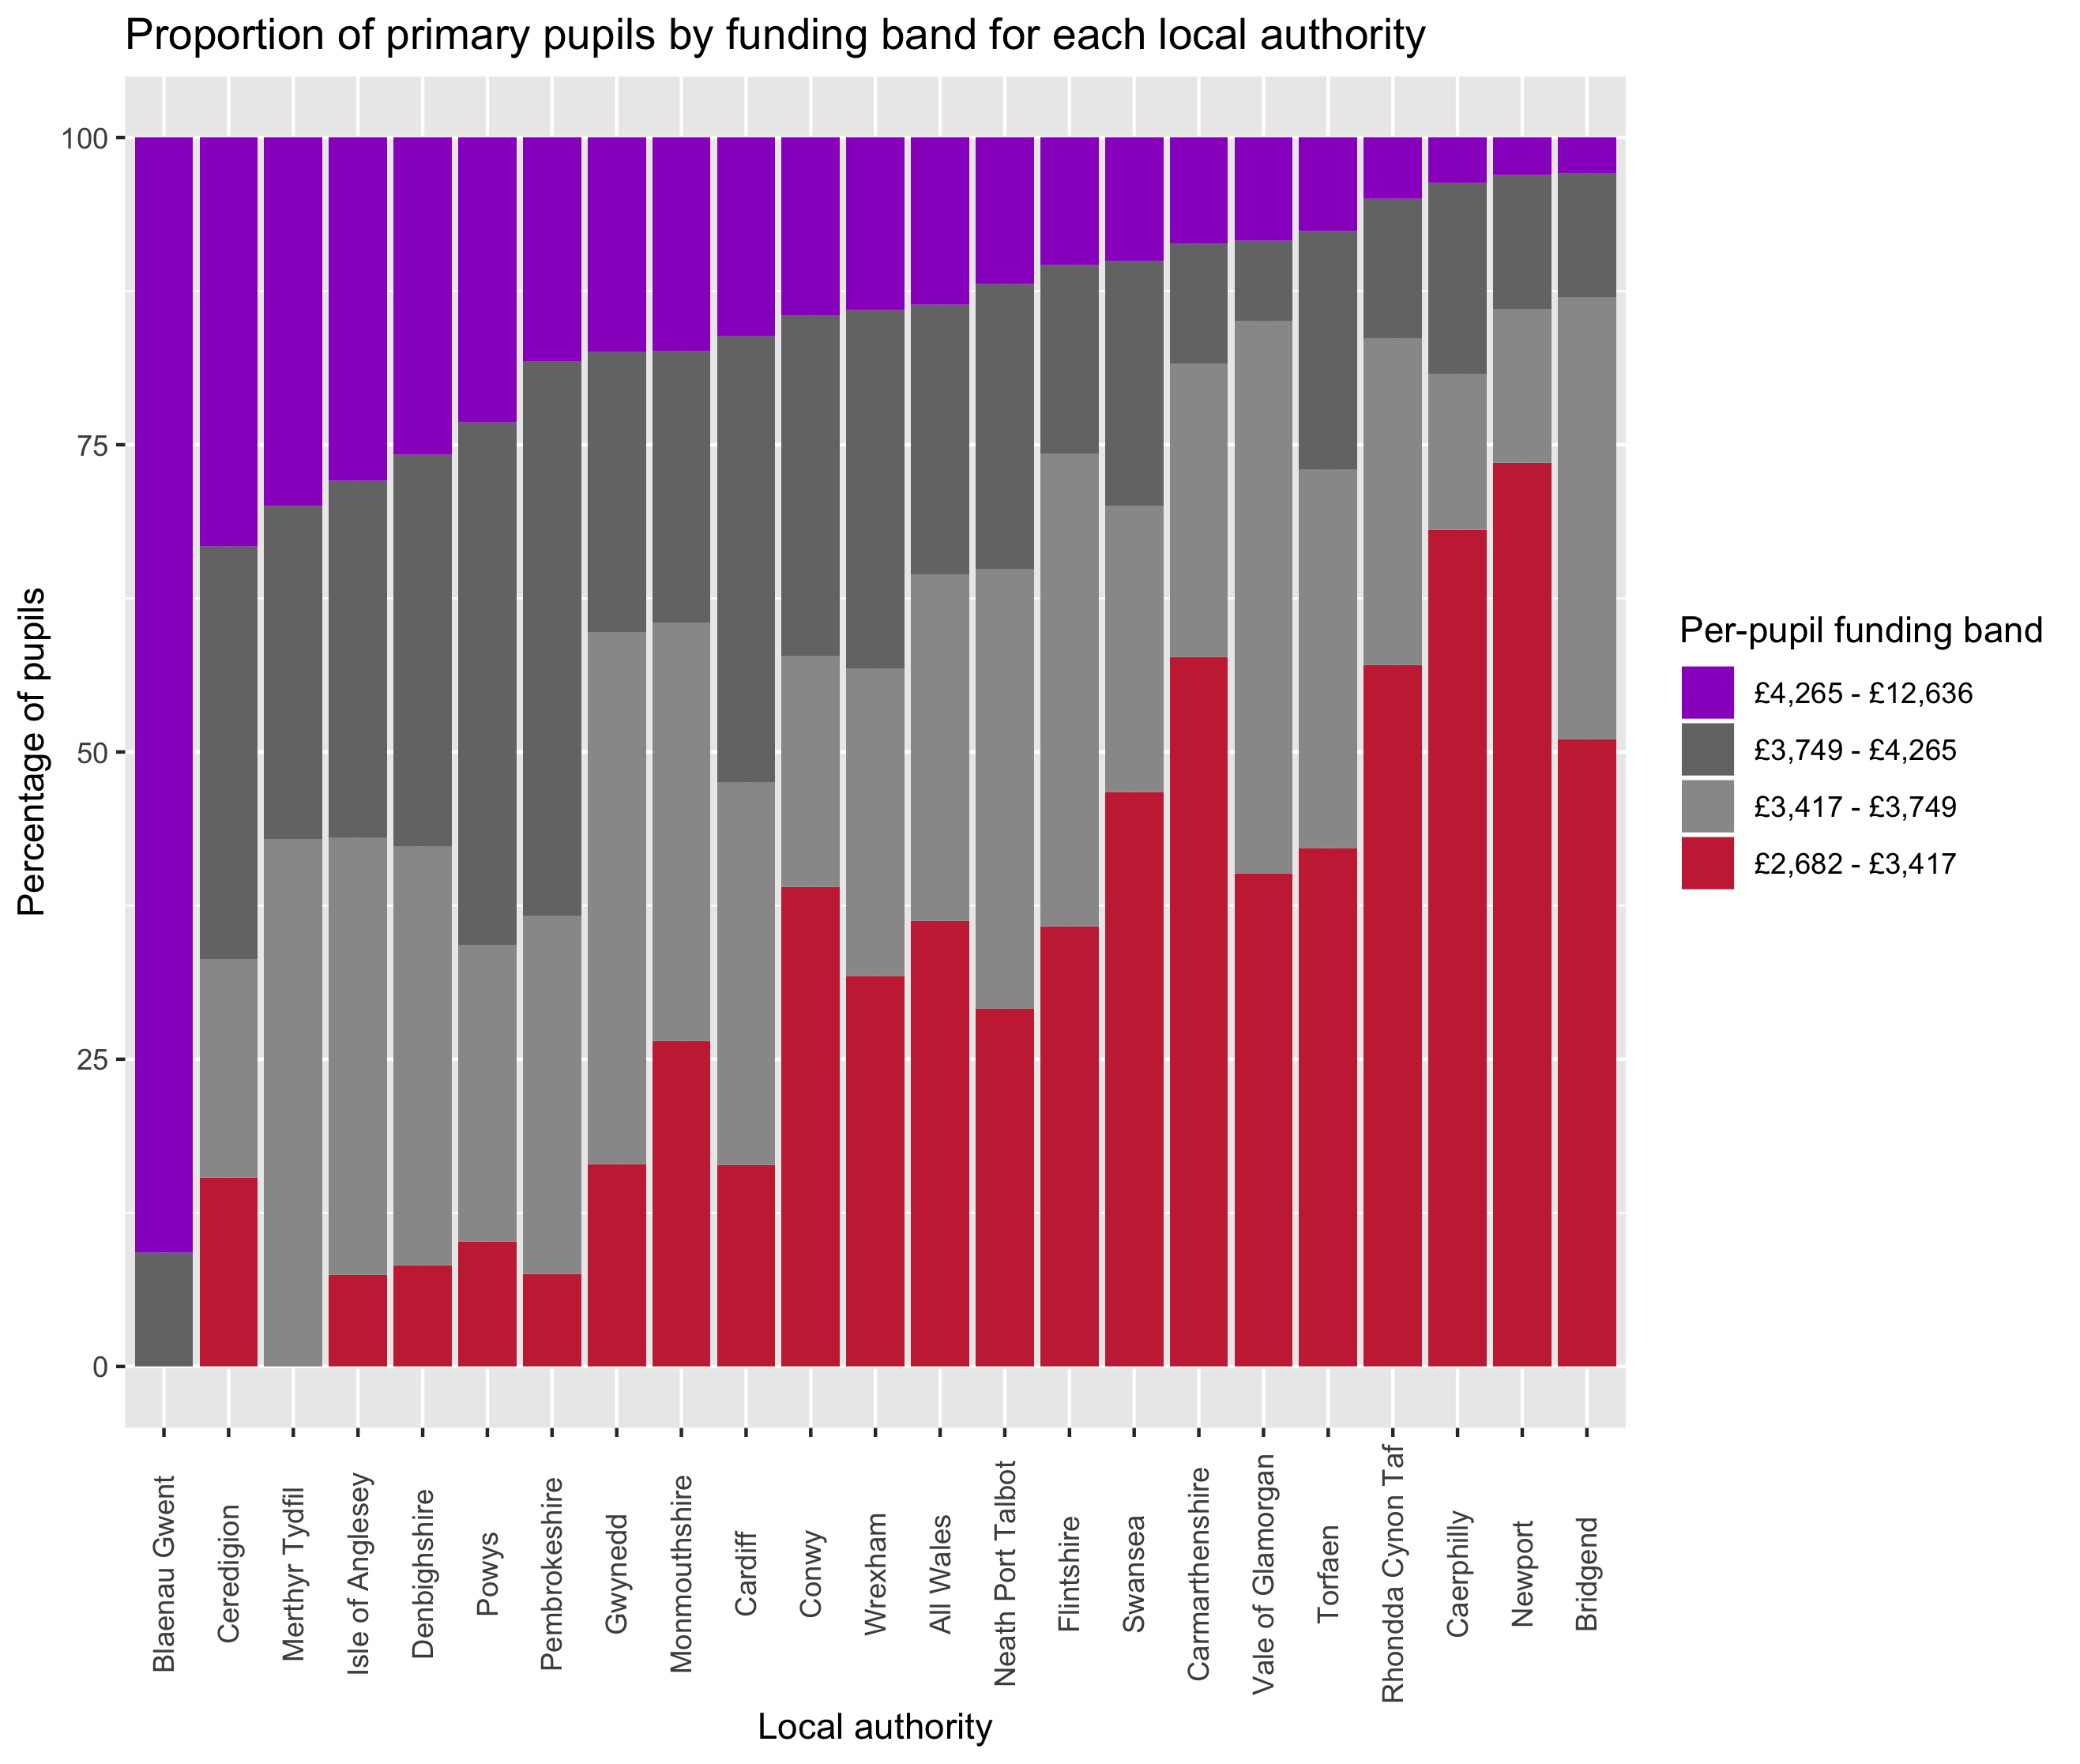 Proportion of primary pupils by funding band for each local authority
Percentage of pupils
100
75
50
25
0
Blaenau Gwent
Ceredigion
Merthyr Tydfil
Isle of Anglesey
Denbighshire
Powys
Pembrokeshire
Gwynedd
Monmouthshire
Cardiff
Conwy
Wrexham
All Wales
Neath Port Talbot
Flintshire
Swansea
Carmarthenshire
Vale of Glamorgan
Torfaen
Rhondda Cynon Taf
Caerphilly
Newport
Bridgend
Local authority
Per-pupil funding band
£4,265 - £12,636
£3,749 - £4,265
£3,417 - £3,749
£2,682 - £3,417